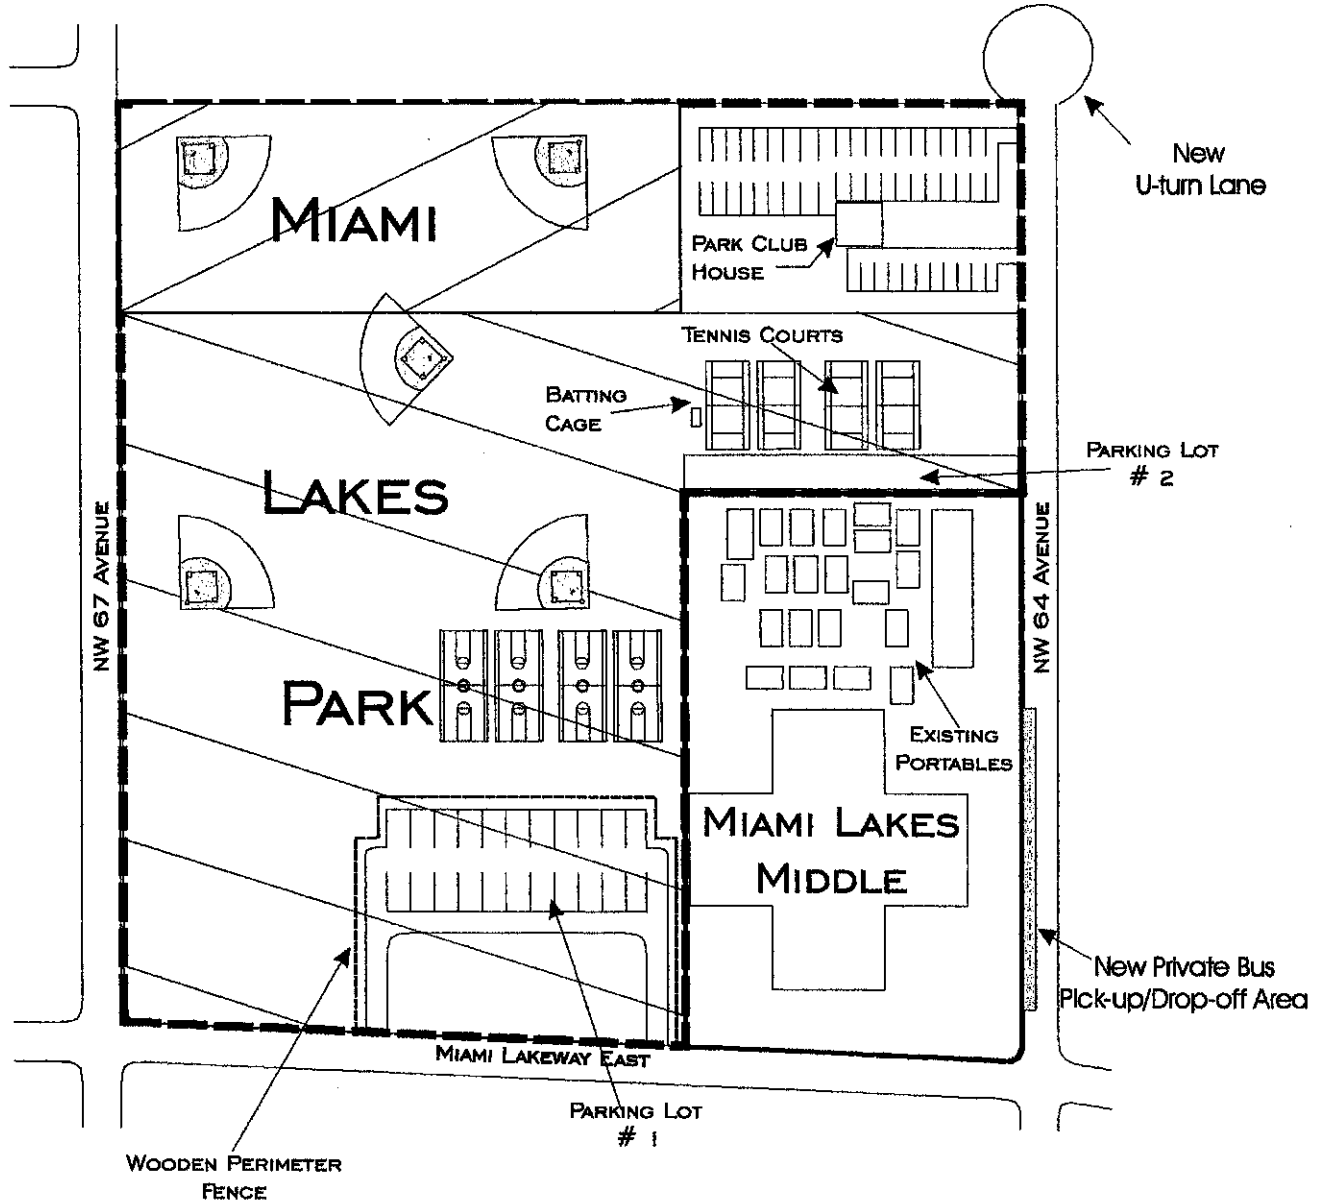 New
U-turn Lane
MIAMI
PARK CLUB
HOUSE
TENNIS COURTS
BATTING
CAGE
PARKING LOT
# 2
LAKES
NW 67 AVENUE
NW 64 AVENUE
PARK
EXISTING
PORTABLES
MIAMI LAKES
MIDDLE
New Private Bus
Pick-up/Drop-off Area
MIAMI LAKEWAY EAST
PARKING LOT
# 1
WOODEN PERIMETER
FENCE